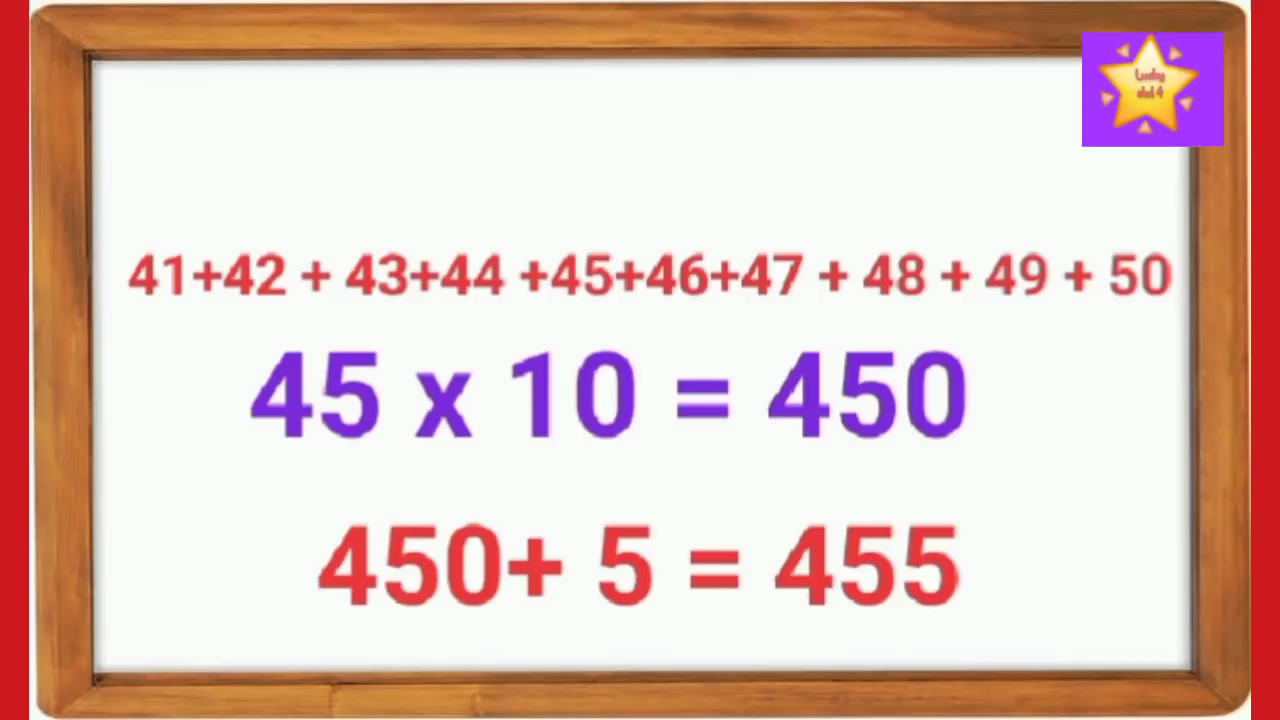 41+42 + 43+44 +45+46+47 + 48 + 49 + 50
45 x 10 = 450
450+ 5 = 455